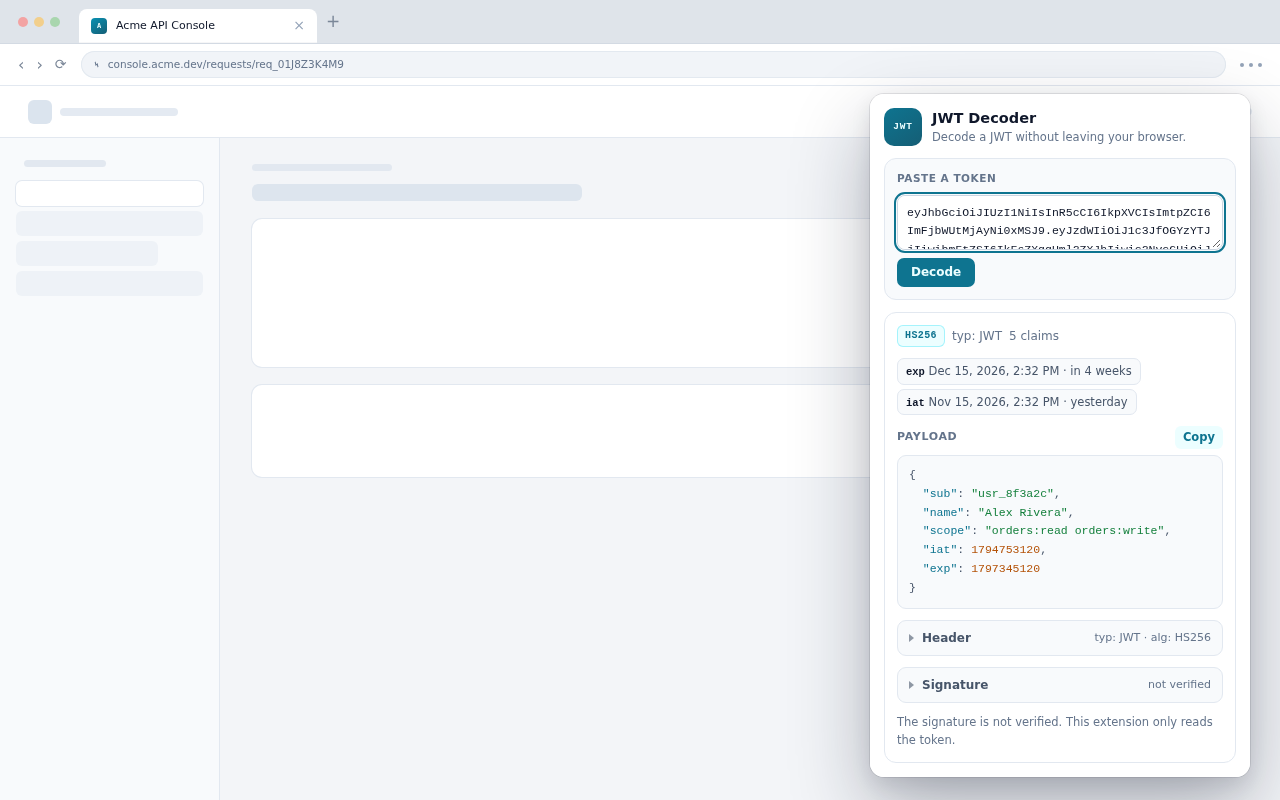 A Acme API Console
console.acme.dev/requests/req_01J8Z3K4M9
JWT
JWT Decoder
Decode a JWT without leaving your browser.
PASTE A TOKEN
eyJhbGciOiJIUzI1NiIsInR5cCI6IkpXVCIsImtpZCI6
ImFjbWUtMjAyNi0xMSJ9.eyJzdWIiOiJ1c3JfOGYzYTJ
Decode
HS256 typ: JWT 5 claims
exp Dec 15, 2026, 2:32 PM · in 4 weeks
iat Nov 15, 2026, 2:32 PM · yesterday
PAYLOAD
Copy
{
"sub": "usr_8f3a2c",
"name": "Alex Rivera",
"scope": "orders:read orders:write",
"iat": 1794753120,
"exp": 1797345120
}
Header typ: JWT · alg: HS256
Signature not verified
The signature is not verified. This extension only reads
the token.